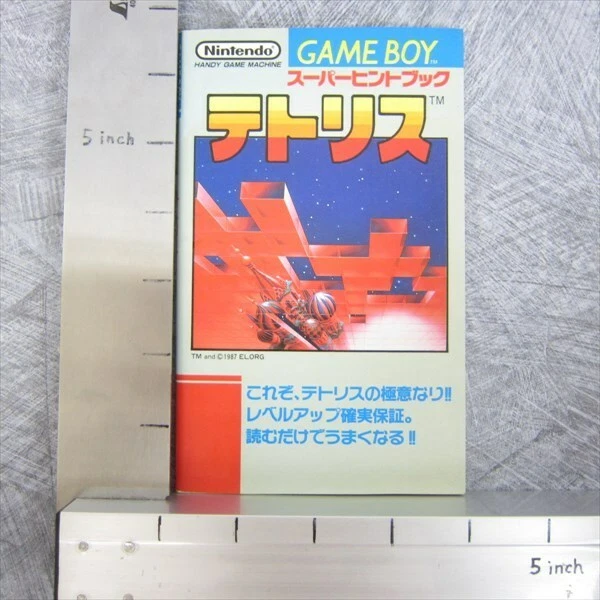 Nintendo®
HANDY GAME MACHINE
GAME BOY™
スーパーヒントブック
テトリス™
5 inch
TM and ©1987 ELORG
これぞ、テトリスの極意なり!!
レベルアップ確実保証。
読むだけでうまくなる!!
5 inch